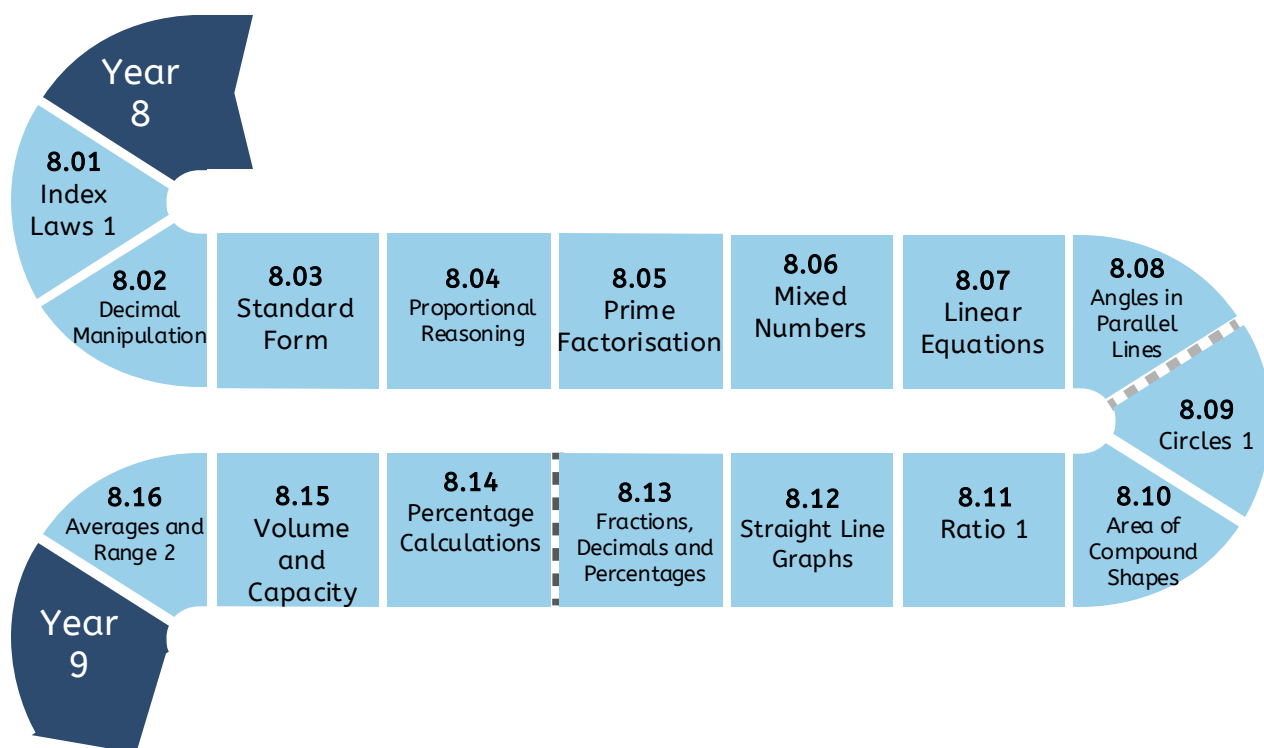 Year
8
8.01
Index
Laws 1
8.02
Decimal
Manipulation
8.03
Standard
Form
8.04
Proportional
Reasoning
8.05
Prime
Factorisation
8.06
Mixed
Numbers
8.07
Linear
Equations
8.08
Angles in
Parallel
Lines
8.09
Circles 1
8.10
Area of
Compound
Shapes
8.11
Ratio 1
8.12
Straight Line
Graphs
8.13
Fractions,
Decimals and
Percentages
8.14
Percentage
Calculations
8.15
Volume
and
Capacity
8.16
Averages and
Range 2
Year
9